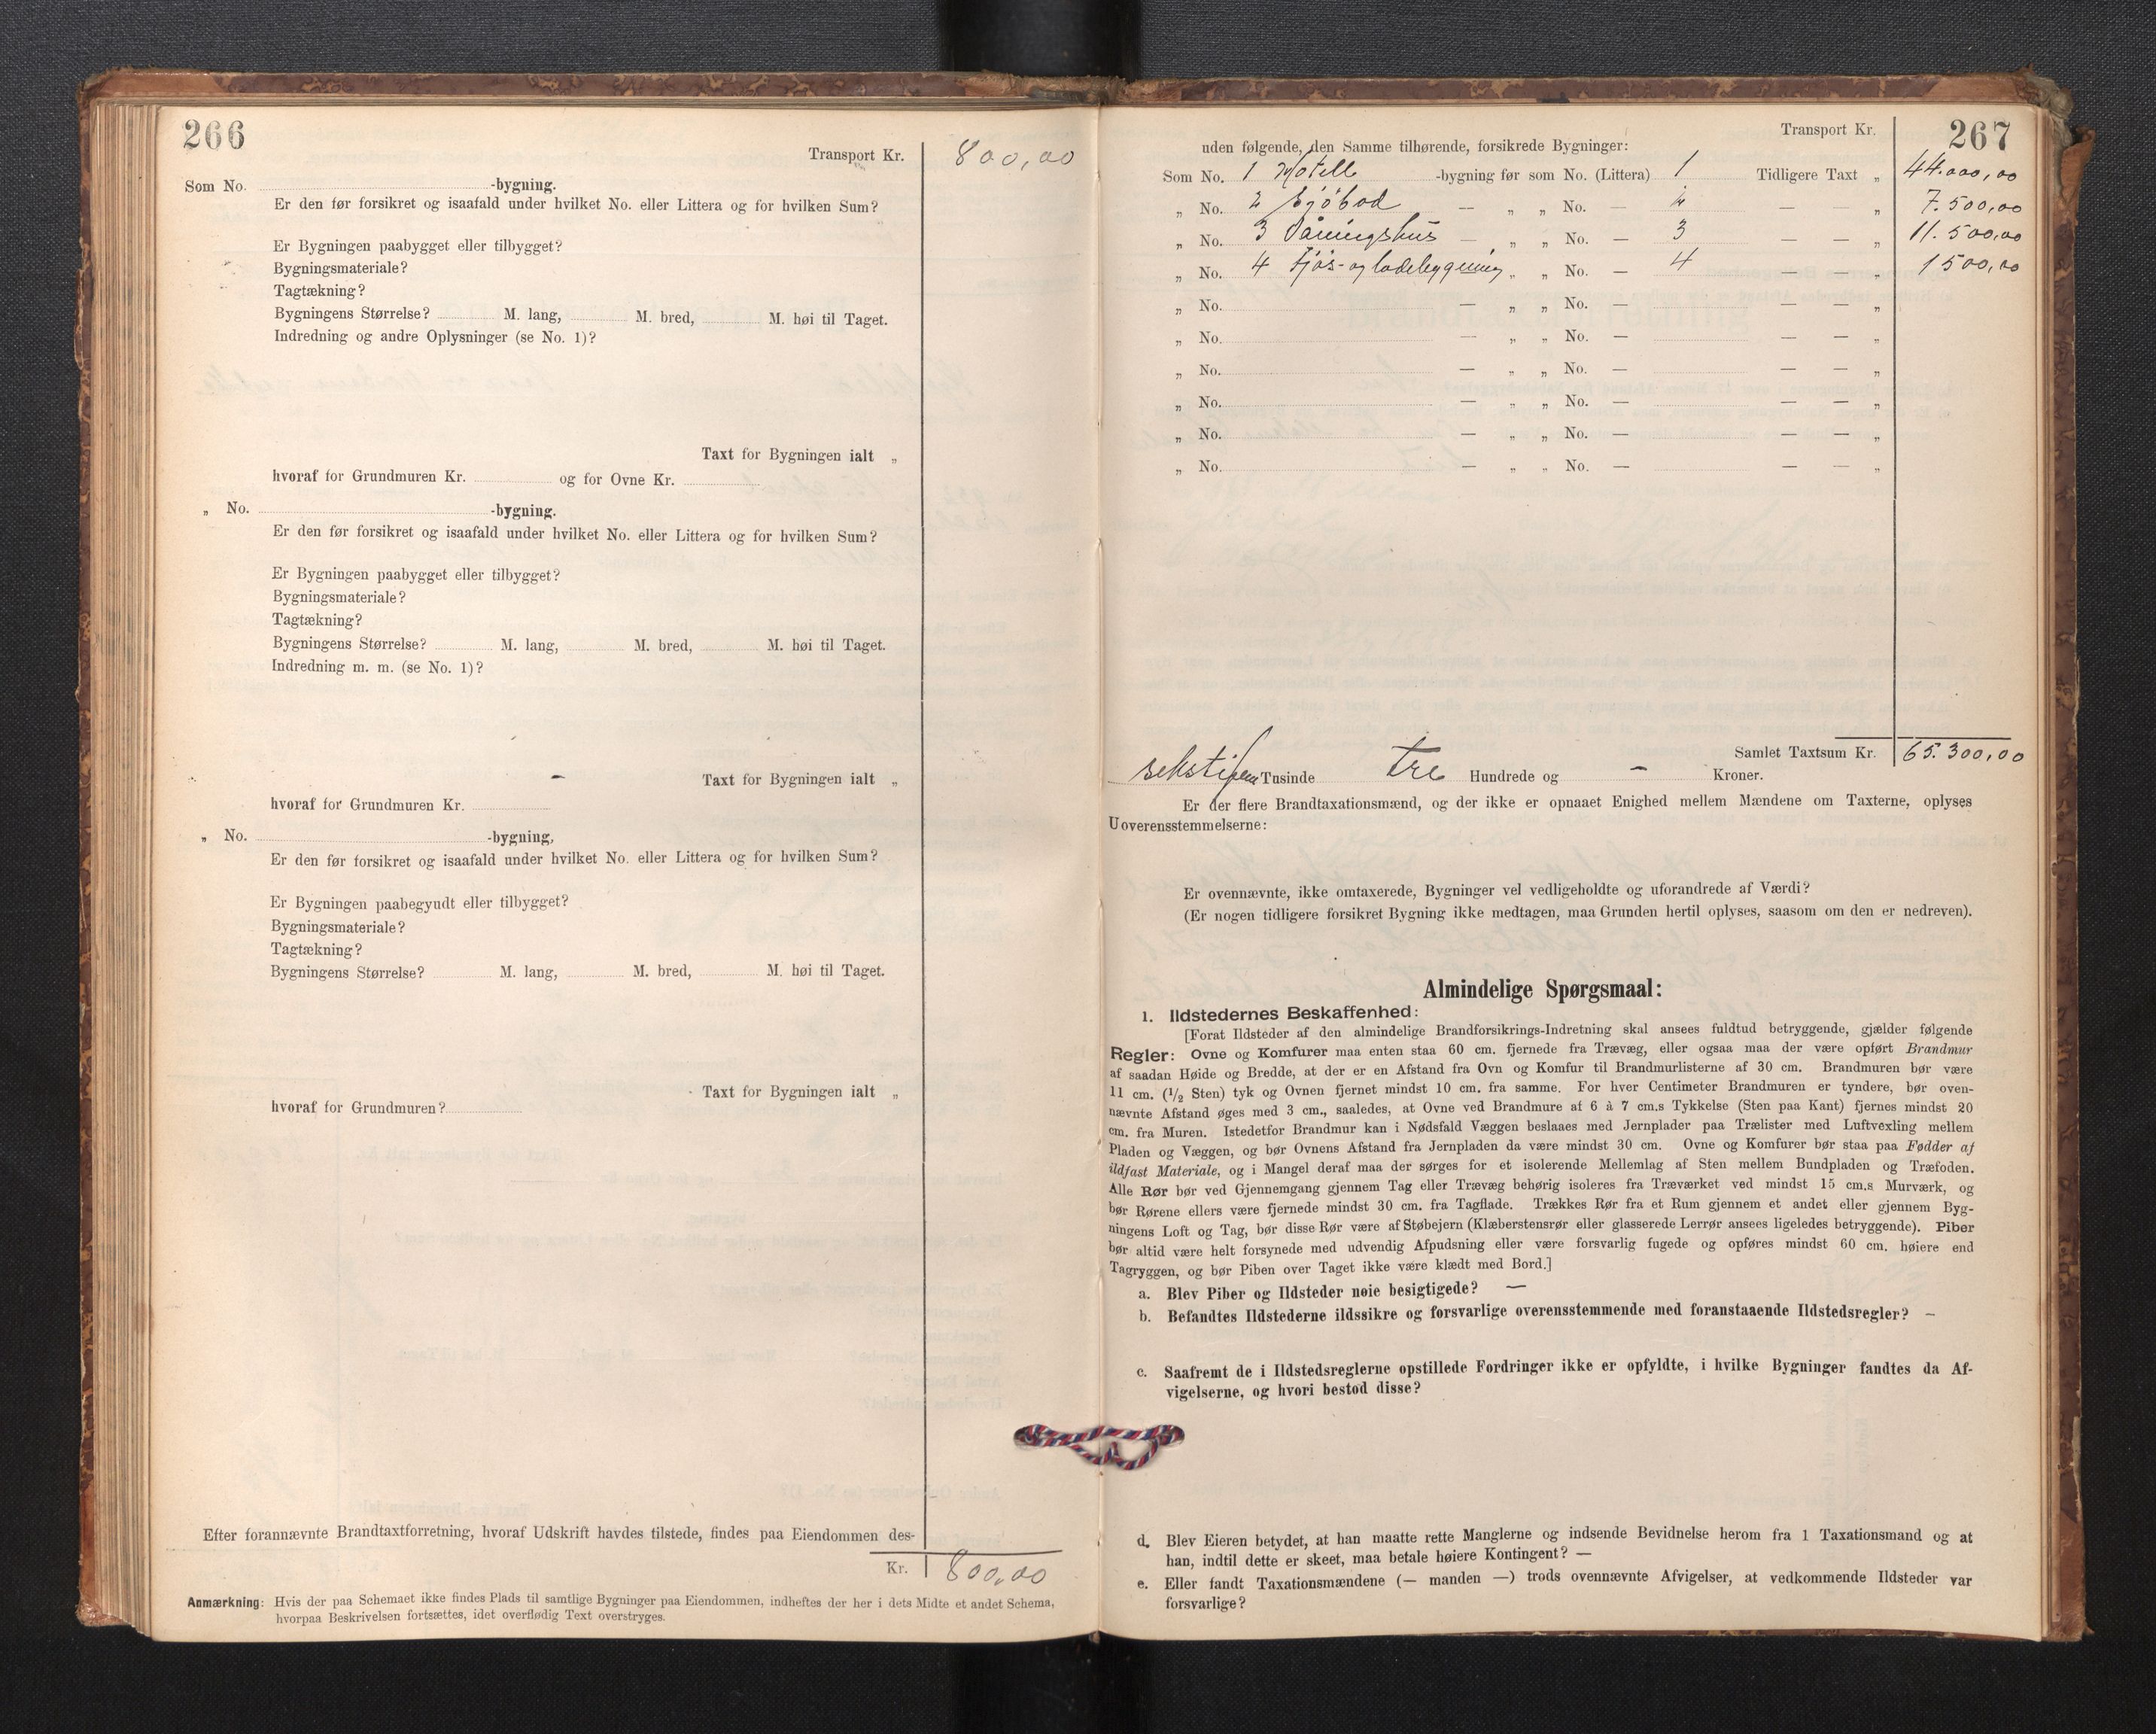 266
Transport Kr. 800,00
Som No. -bygning.
Er den før forsikret og isaafald under hvilket No. eller Littera og for hvilken Sum?
Er Bygningen paabygget eller tilbygget?
Bygningsmateriale?
Tagtækning?
Bygningens Størrelse? M. lang, M. bred, M. høi til Taget.
Indredning og andre Oplysninger (se No. 1)?
Taxt for Bygningen ialt „
hvoraf for Grundmuren Kr. og for Ovne Kr.
„ No. -bygning.
Er den før forsikret og isaafald under hvilket No. eller Littera og for hvilken Sum?
Er Bygningen paabygget eller tilbygget?
Bygningsmateriale?
Tagtækning?
Bygningens Størrelse? M. lang, M. bred, M. høi til Taget.
Indredning m. m. (se No. 1)?
Taxt for Bygningen ialt „
hvoraf for Grundmuren Kr.
„ No. -bygning,
Er den før forsikret og isaafald under hvilket No. eller Littera og for hvilken Sum?
Er Bygningen paabegyudt eller tilbygget?
Bygningsmateriale?
Tagtækning?
Bygningens Størrelse? M. lang, M. bred, M. høi til Taget.
Taxt for Bygningen ialt „
hvoraf for Grundmuren?
Efter forannævnte Brandtaxtforretning, hvoraf Udskrift havdes tilstede, findes paa Eiendommen des-
Kr. 800,00
Anmærkning: Hvis der paa Schemaet ikke findes Plads til samtlige Bygninger paa Eiendommen, indheftes der her i dets Midte et andet Schema,
hvorpaa Beskrivelsen fortsættes, idet overflødig Text overstryges.
Transport Kr. 267
uden følgende, den Samme tilhørende, forsikrede Bygninger:
Som No. 1 Hotell -bygning før som No. (Littera) 1 Tidligere Taxt „ 44.000,00
„ No. 2 Sjöbod — „ „ No. — 2 — — „ 7.500,00
„ No. 3 Våningshus — „ „ No. — 3 — — „ 11.500,00
„ No. 4 Fjös- og ladebygning „ „ No. — 4 — — „ 1500,00
„ No. — „ „ No. — — — „
„ No. — „ „ No. — — — „
„ No. — „ „ No. — — — „
„ No. — „ „ No. — — — „
„ No. — „ „ No. — — — „
„ No. — „ „ No. — — — „
Samlet Taxtsum Kr. 65.300,00
sekstifem Tusinde tre Hundrede og — Kroner.
Er der flere Brandtaxationsmænd, og der ikke er opnaaet Enighed mellem Mændene om Taxterne, oplyses
Uoverensstemmelserne:
Er ovennævnte, ikke omtaxerede, Bygninger vel vedligeholdte og uforandrede af Værdi?
(Er nogen tidligere forsikret Bygning ikke medtagen, maa Grunden hertil oplyses, saasom om den er nedreven).
Almindelige Spørgsmaal:
1. Ildstedernes Beskaffenhed:
[Forat Ildsteder af den almindelige Brandforsikrings-Indretning skal ansees fuldtud betryggende, gjælder følgende
Regler: Ovne og Komfurer maa enten staa 60 cm. fjernede fra Trævæg, eller ogsaa maa der være opført Brandmur
af saadan Høide og Bredde, at der er en Afstand fra Ovn og Komfur til Brandmurlisterne af 30 cm. Brandmuren bør være
11 cm. (1/2 Sten) tyk og Ovnen fjernet mindst 10 cm. fra samme. For hver Centimeter Brandmuren er tyndere, bør oven-
nævnte Afstand øges med 3 cm., saaledes, at Ovne ved Brandmure af 6 à 7 cm.s Tykkelse (Sten paa Kant) fjernes mindst 20
cm. fra Muren. Istedetfor Brandmur kan i Nødsfald Væggen beslaaes med Jernplader paa Trælister med Luftvexling mellem
Pladen og Væggen, og bør Ovnens Afstand fra Jernpladen da være mindst 30 cm. Ovne og Komfurer bør staa paa Fødder af
ildfast Materiale, og i Mangel deraf maa der sørges for et isolerende Mellemlag af Sten mellem Bundpladen og Træfoden.
Alle Rør bør ved Gjennemgang gjennem Tag eller Trævæg behørig isoleres fra Træværket ved mindst 15 cm.s Murværk, og
bør Rørene ellers være fjernede mindst 30 cm. fra Tagflade. Trækkes Rør fra et Rum gjennem et andet eller gjennem Byg-
ningens Loft og Tag, bør disse Rør være af Støbejern (Klæberstensrør eller glasserede Lerrør ansees ligeledes betryggende). Piber
bør altid være helt forsynede med udvendig Afpudsning eller være forsvarlig fugede og opføres mindst 60 cm. høiere end
Tagryggen, og bør Piben over Taget ikke være klædt med Bord.]
a. Blev Piber og Ildsteder nøie besigtigede? —
b. Befandtes Ildstederne ildssikre og forsvarlige overensstemmende med foranstaaende Ildstedsregler? —
c. Saafremt de i Ildstedsreglerne opstillede Fordringer ikke er opfyldte, i hvilke Bygninger fandtes da Af-
vigelserne, og hvori bestod disse?
d. Blev Eieren betydet, at han maatte rette Manglerne og indsende Bevidnelse herom fra 1 Taxationsmand og at
han, indtil dette er skeet, maa betale høiere Kontingent? —
e. Eller fandt Taxationsmændene (— manden —) trods ovennævnte Afvigelser, at vedkommende Ildsteder var
forsvarlige?